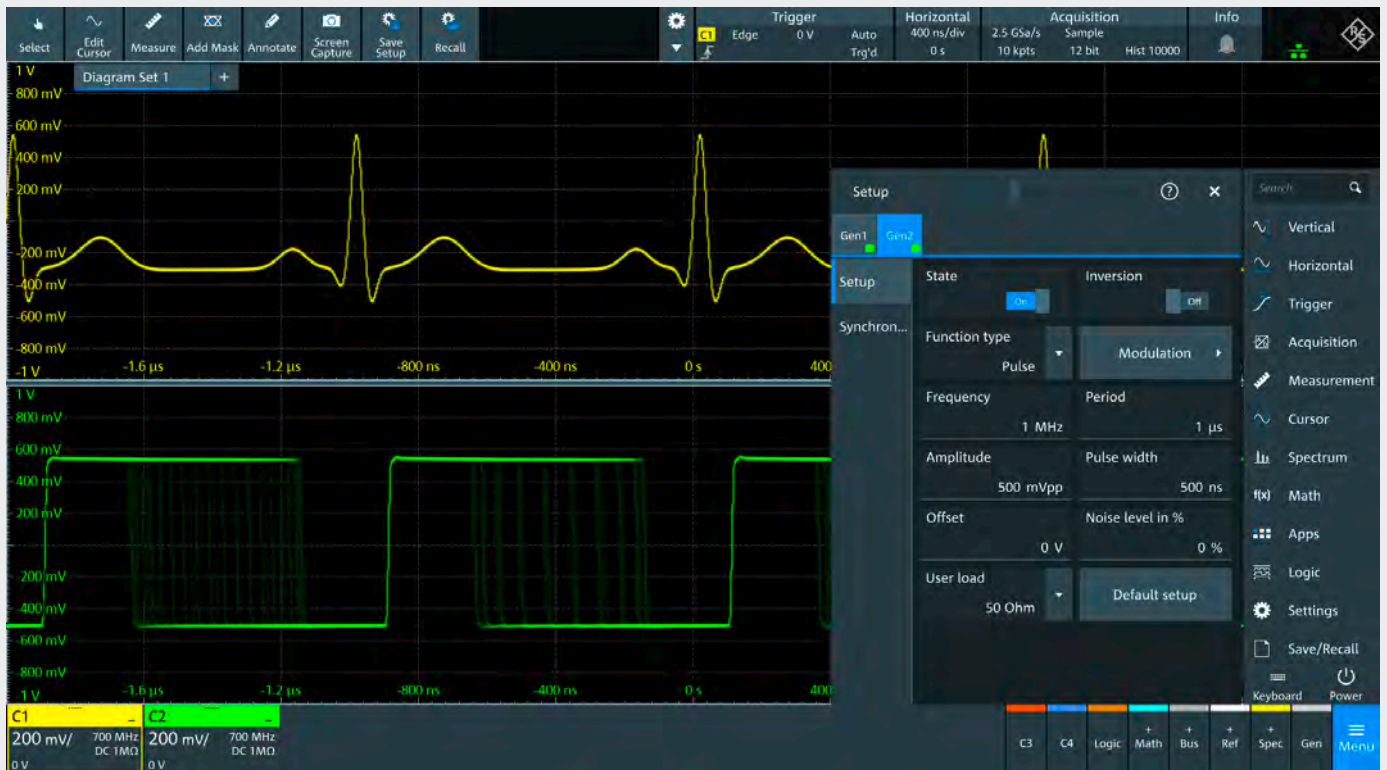 Select
Edit Cursor
Measure
Add Mask
Annotate
Screen Capture
Save Setup
Recall
Trigger
C1 Edge 0 V Auto
Trg'd
Horizontal
400 ns/div
0 s
Acquisition
2.5 GSa/s Sample
10 kpts 12 bit Hist 10000
Info
R&S
Diagram Set 1 +
1 V
800 mV
600 mV
400 mV
200 mV
-200 mV
-400 mV
-600 mV
-800 mV
-1 V
-1.6 µs -1.2 µs -800 ns -400 ns 0 s 400
1 V
800 mV
600 mV
400 mV
200 mV
-200 mV
-400 mV
-600 mV
-800 mV
-1 V
-1.6 µs -1.2 µs -800 ns -400 ns 0 s 400
Setup ? ×
Gen1 Gen2
Setup
Synchron...
State
On
Inversion
Off
Function type
Pulse
Modulation
Frequency
1 MHz
Period
1 µs
Amplitude
500 mVpp
Pulse width
500 ns
Offset
0 V
Noise level in %
0 %
User load
50 Ohm
Default setup
Search
Vertical
Horizontal
Trigger
Acquisition
Measurement
Cursor
Spectrum
f(x) Math
Apps
Logic
Settings
Save/Recall
Keyboard Power
C1
200 mV/ 700 MHz
DC 1MΩ
0 V
C2
200 mV/ 700 MHz
DC 1MΩ
0 V
C3 C4 Logic + Math + Bus + Ref + Spec Gen Menu